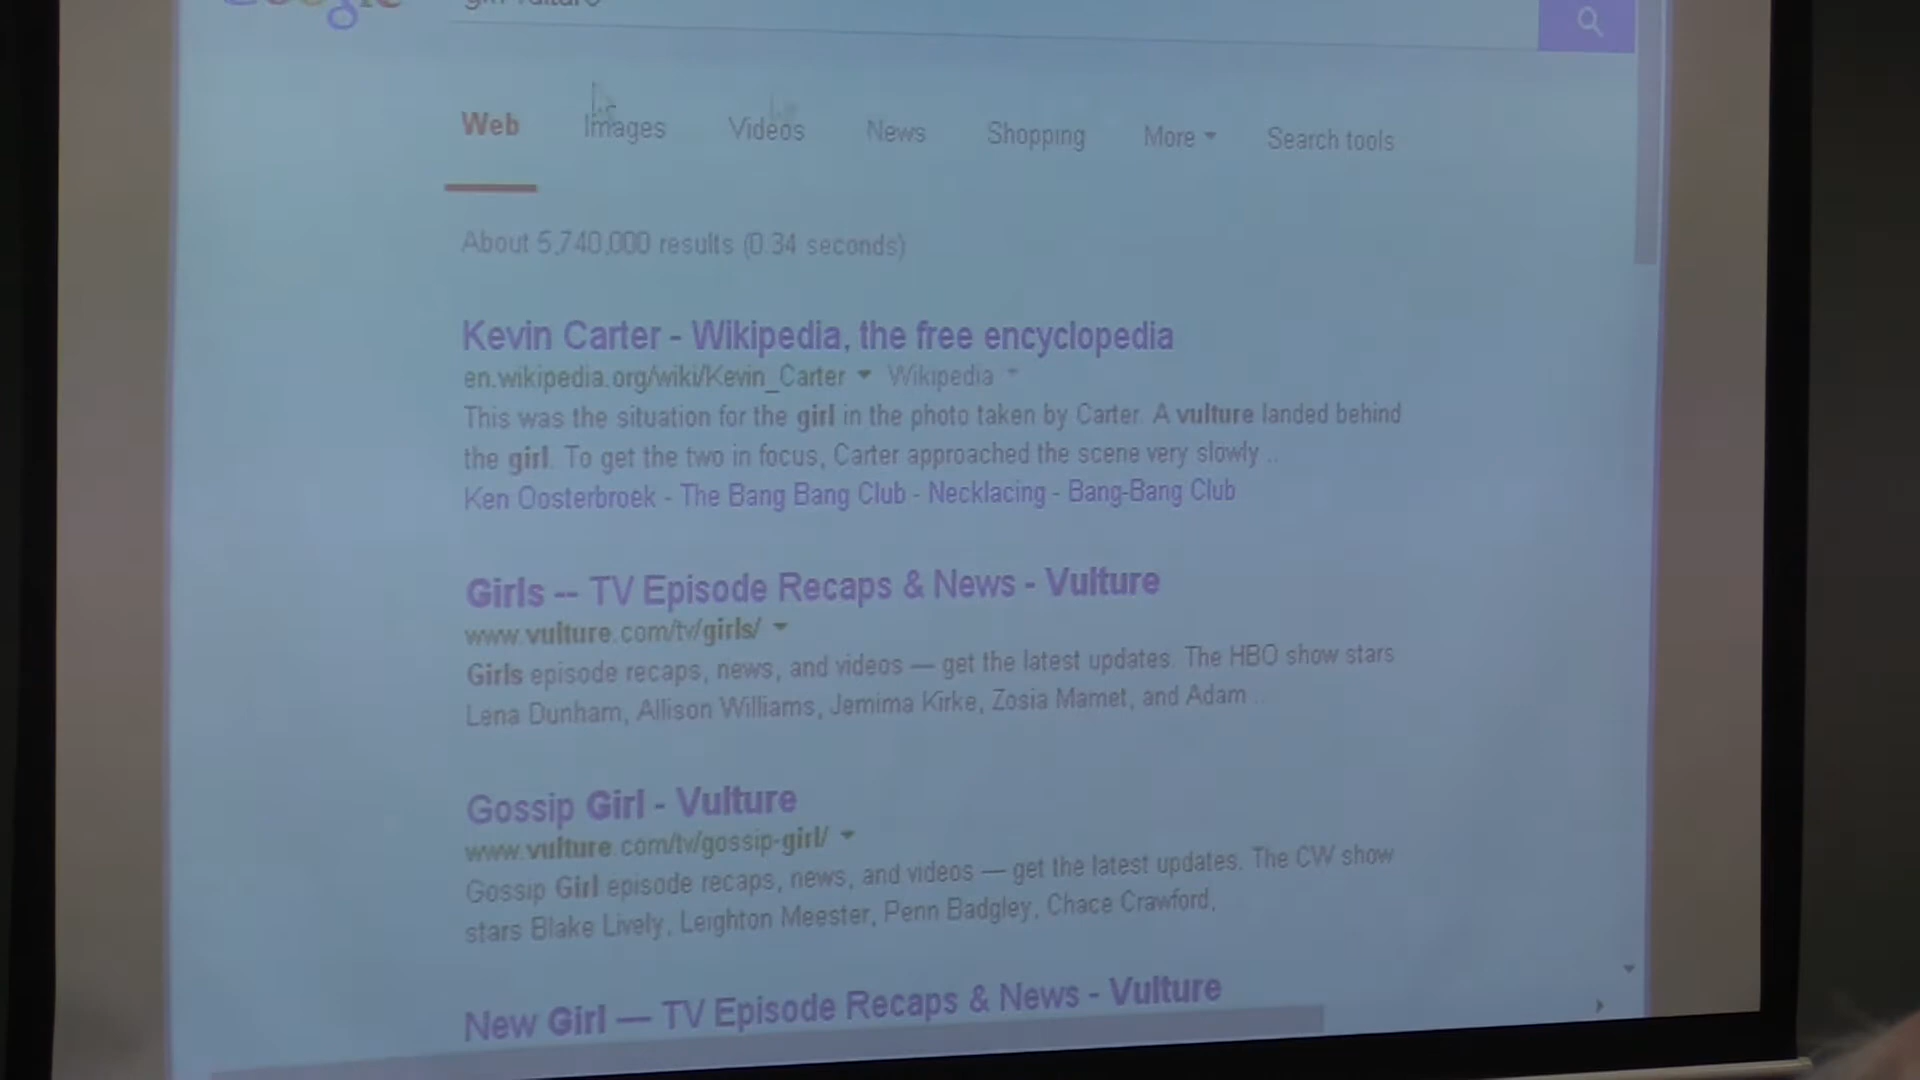 Google
girl vulture
Web Images Videos News Shopping More Search tools
About 5,740,000 results (0.34 seconds)
Kevin Carter - Wikipedia, the free encyclopedia
en.wikipedia.org/wiki/Kevin_Carter Wikipedia
This was the situation for the girl in the photo taken by Carter. A vulture landed behind
the girl. To get the two in focus, Carter approached the scene very slowly ...
Ken Oosterbroek - The Bang Bang Club - Necklacing - Bang-Bang Club
Girls -- TV Episode Recaps & News - Vulture
www.vulture.com/tv/girls/
Girls episode recaps, news, and videos — get the latest updates. The HBO show stars
Lena Dunham, Allison Williams, Jemima Kirke, Zosia Mamet, and Adam ...
Gossip Girl - Vulture
www.vulture.com/tv/gossip-girl/
Gossip Girl episode recaps, news, and videos — get the latest updates. The CW show
stars Blake Lively, Leighton Meester, Penn Badgley, Chace Crawford,
New Girl — TV Episode Recaps & News - Vulture